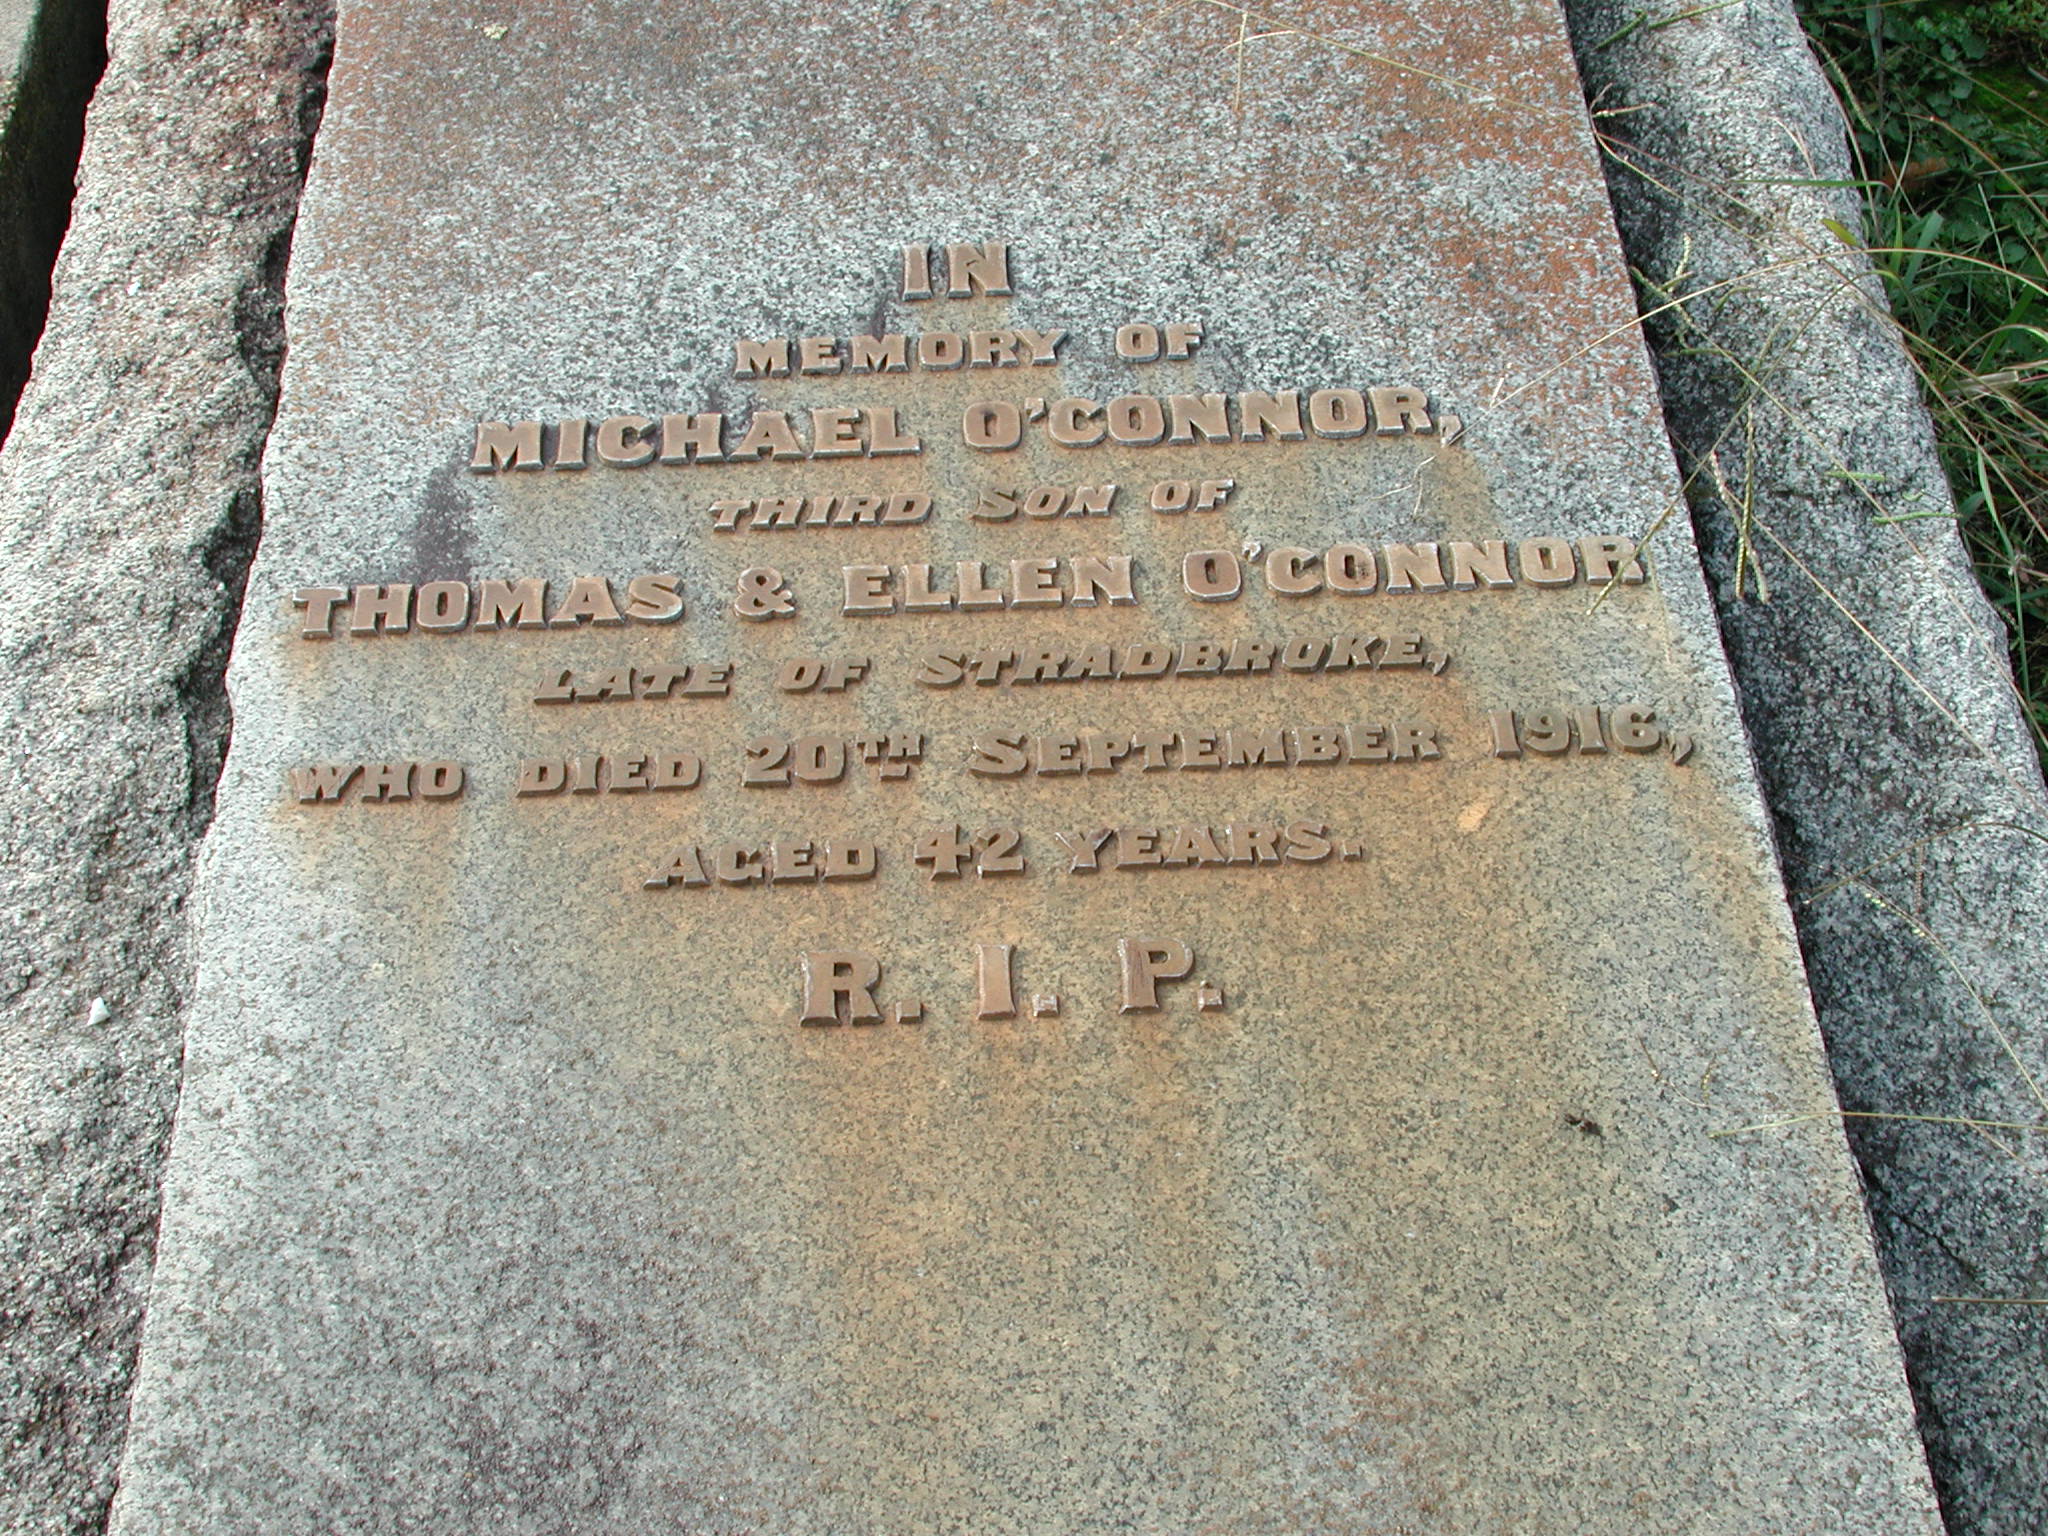 IN
MEMORY OF
MICHAEL O'CONNOR,
THIRD SON OF
THOMAS & ELLEN O'CONNOR
LATE OF STRADBROKE,
WHO DIED 20TH SEPTEMBER 1916,
AGED 42 YEARS.
R. I. P.